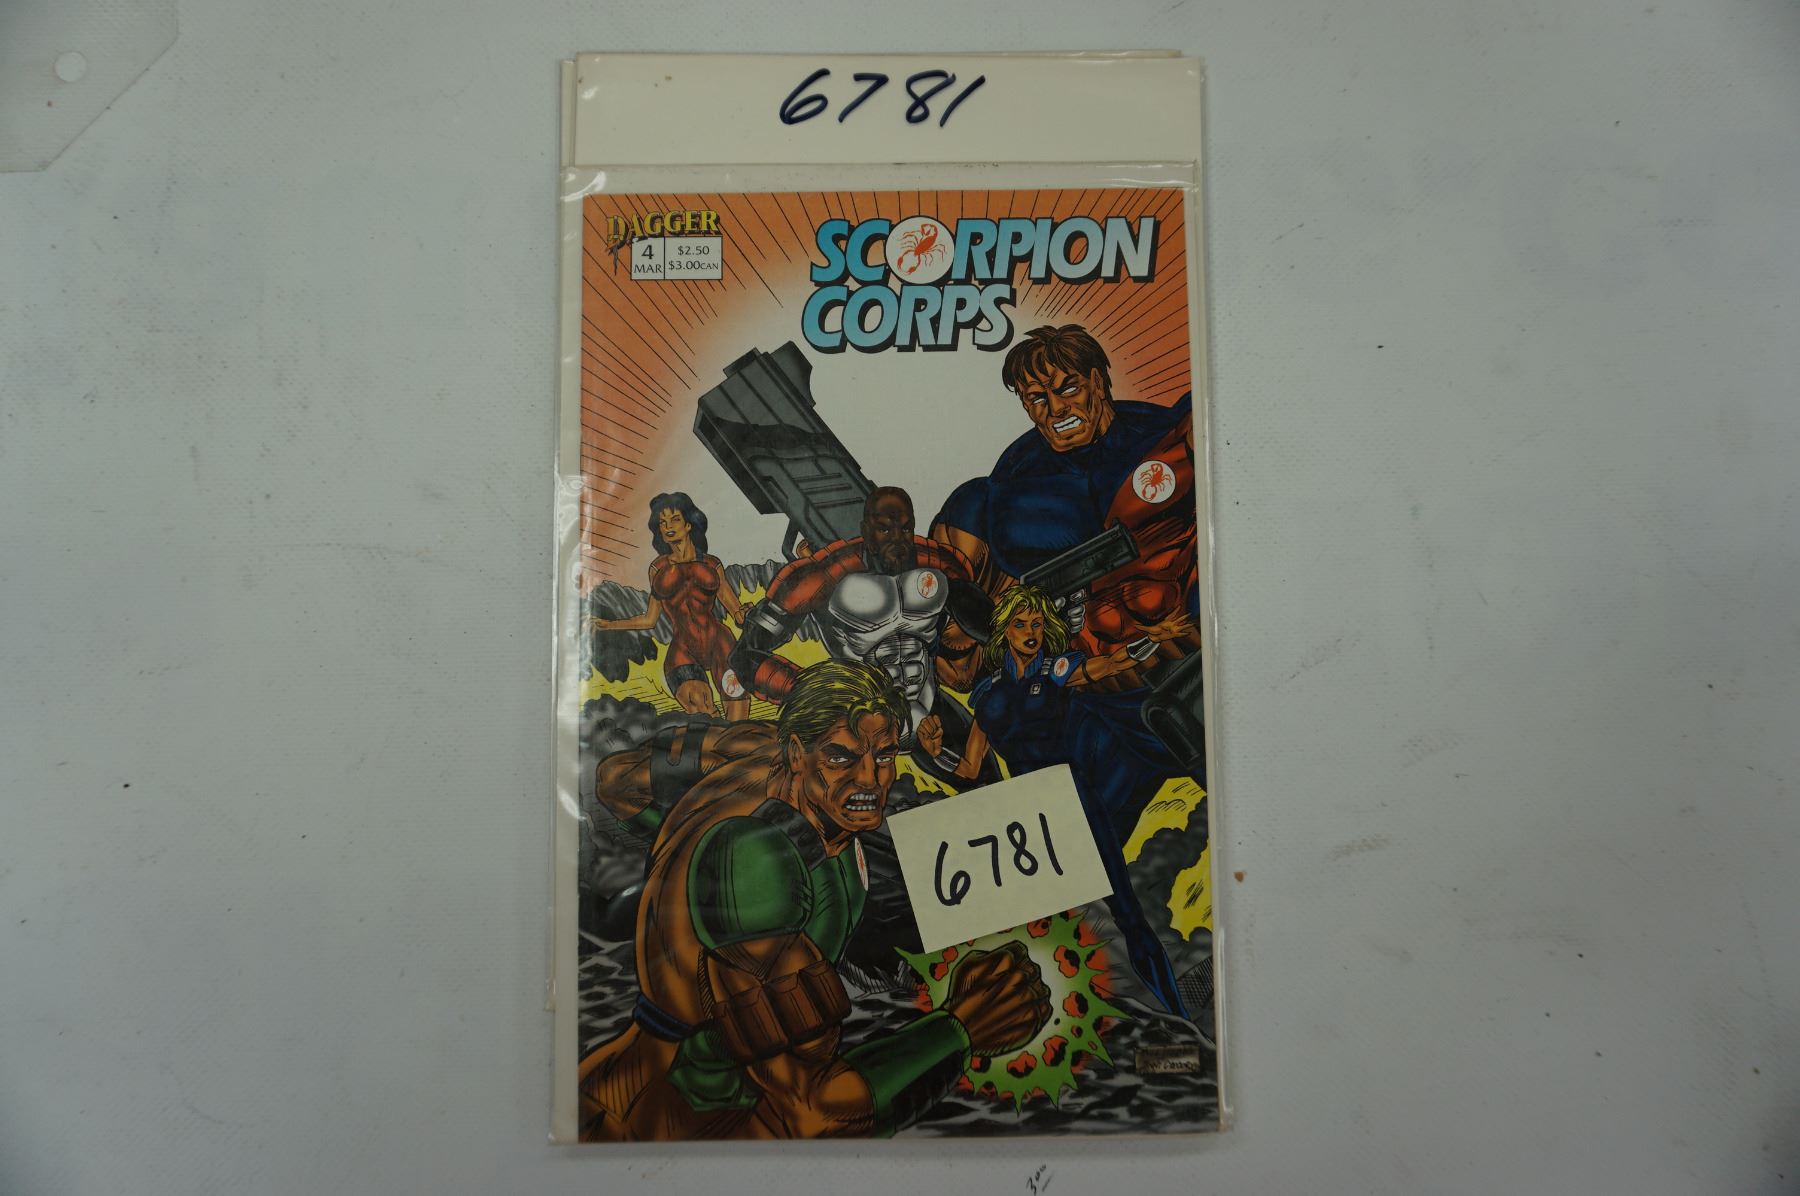 6781
DAGGER
4
MAR
$2.50
$3.00CAN
SCORPION
CORPS
6781